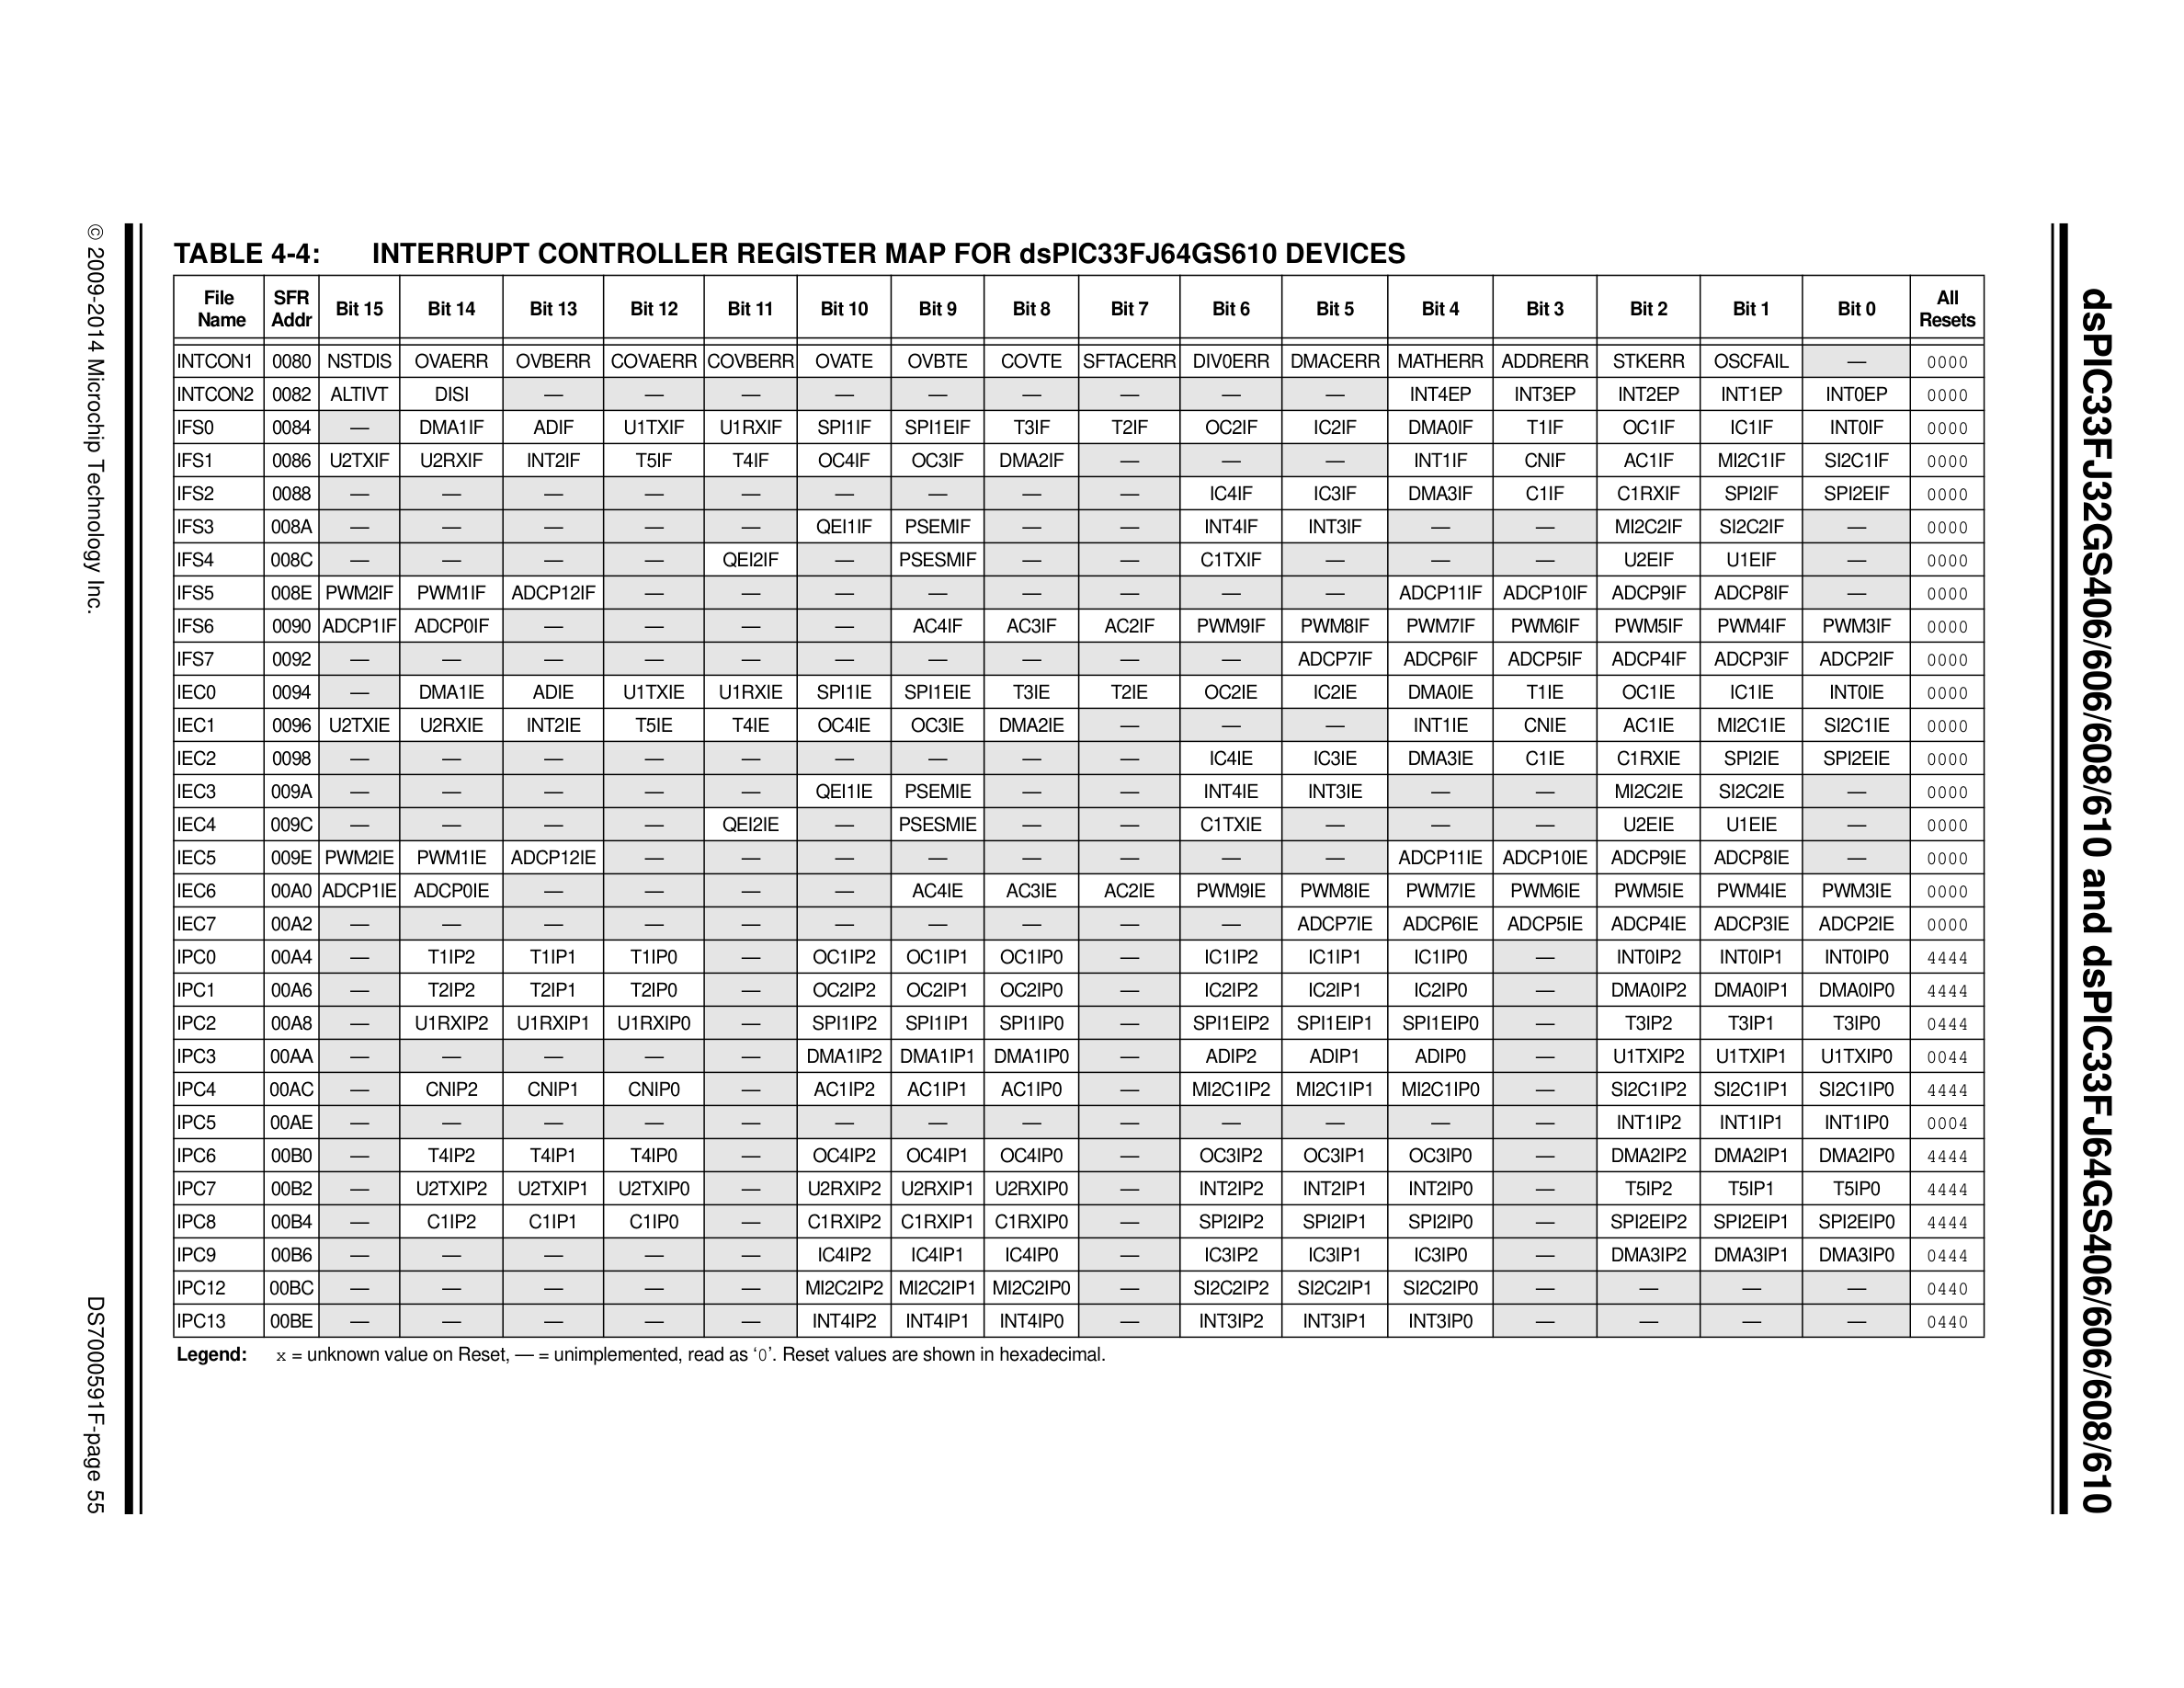 TABLE 4-4: INTERRUPT CONTROLLER REGISTER MAP FOR dsPIC33FJ64GS610 DEVICES
File Name SFR Addr Bit 15 Bit 14 Bit 13 Bit 12 Bit 11 Bit 10 Bit 9 Bit 8 Bit 7 Bit 6 Bit 5 Bit 4 Bit 3 Bit 2 Bit 1 Bit 0 All Resets
INTCON1 0080 NSTDIS OVAERR OVBERR COVAERR COVBERR OVATE OVBTE COVTE SFTACERR DIV0ERR DMACERR MATHERR ADDRERR STKERR OSCFAIL — 0000
INTCON2 0082 ALTIVT DISI — — — — — — — — — INT4EP INT3EP INT2EP INT1EP INT0EP 0000
IFS0 0084 — DMA1IF ADIF U1TXIF U1RXIF SPI1IF SPI1EIF T3IF T2IF OC2IF IC2IF DMA0IF T1IF OC1IF IC1IF INT0IF 0000
IFS1 0086 U2TXIF U2RXIF INT2IF T5IF T4IF OC4IF OC3IF DMA2IF — — — INT1IF CNIF AC1IF MI2C1IF SI2C1IF 0000
IFS2 0088 — — — — — — — — — IC4IF IC3IF DMA3IF C1IF C1RXIF SPI2IF SPI2EIF 0000
IFS3 008A — — — — — QEI1IF PSEMIF — — INT4IF INT3IF — — MI2C2IF SI2C2IF — 0000
IFS4 008C — — — — QEI2IF — PSESMIF — — C1TXIF — — — U2EIF U1EIF — 0000
IFS5 008E PWM2IF PWM1IF ADCP12IF — — — — — — — — ADCP11IF ADCP10IF ADCP9IF ADCP8IF — 0000
IFS6 0090 ADCP1IF ADCP0IF — — — — AC4IF AC3IF AC2IF PWM9IF PWM8IF PWM7IF PWM6IF PWM5IF PWM4IF PWM3IF 0000
IFS7 0092 — — — — — — — — — — ADCP7IF ADCP6IF ADCP5IF ADCP4IF ADCP3IF ADCP2IF 0000
IEC0 0094 — DMA1IE ADIE U1TXIE U1RXIE SPI1IE SPI1EIE T3IE T2IE OC2IE IC2IE DMA0IE T1IE OC1IE IC1IE INT0IE 0000
IEC1 0096 U2TXIE U2RXIE INT2IE T5IE T4IE OC4IE OC3IE DMA2IE — — — INT1IE CNIE AC1IE MI2C1IE SI2C1IE 0000
IEC2 0098 — — — — — — — — — IC4IE IC3IE DMA3IE C1IE C1RXIE SPI2IE SPI2EIE 0000
IEC3 009A — — — — — QEI1IE PSEMIE — — INT4IE INT3IE — — MI2C2IE SI2C2IE — 0000
IEC4 009C — — — — QEI2IE — PSESMIE — — C1TXIE — — — U2EIE U1EIE — 0000
IEC5 009E PWM2IE PWM1IE ADCP12IE — — — — — — — — ADCP11IE ADCP10IE ADCP9IE ADCP8IE — 0000
IEC6 00A0 ADCP1IE ADCP0IE — — — — AC4IE AC3IE AC2IE PWM9IE PWM8IE PWM7IE PWM6IE PWM5IE PWM4IE PWM3IE 0000
IEC7 00A2 — — — — — — — — — — ADCP7IE ADCP6IE ADCP5IE ADCP4IE ADCP3IE ADCP2IE 0000
IPC0 00A4 — T1IP2 T1IP1 T1IP0 — OC1IP2 OC1IP1 OC1IP0 — IC1IP2 IC1IP1 IC1IP0 — INT0IP2 INT0IP1 INT0IP0 4444
IPC1 00A6 — T2IP2 T2IP1 T2IP0 — OC2IP2 OC2IP1 OC2IP0 — IC2IP2 IC2IP1 IC2IP0 — DMA0IP2 DMA0IP1 DMA0IP0 4444
IPC2 00A8 — U1RXIP2 U1RXIP1 U1RXIP0 — SPI1IP2 SPI1IP1 SPI1IP0 — SPI1EIP2 SPI1EIP1 SPI1EIP0 — T3IP2 T3IP1 T3IP0 0444
IPC3 00AA — — — — — DMA1IP2 DMA1IP1 DMA1IP0 — ADIP2 ADIP1 ADIP0 — U1TXIP2 U1TXIP1 U1TXIP0 0044
IPC4 00AC — CNIP2 CNIP1 CNIP0 — AC1IP2 AC1IP1 AC1IP0 — MI2C1IP2 MI2C1IP1 MI2C1IP0 — SI2C1IP2 SI2C1IP1 SI2C1IP0 4444
IPC5 00AE — — — — — — — — — — — — — INT1IP2 INT1IP1 INT1IP0 0004
IPC6 00B0 — T4IP2 T4IP1 T4IP0 — OC4IP2 OC4IP1 OC4IP0 — OC3IP2 OC3IP1 OC3IP0 — DMA2IP2 DMA2IP1 DMA2IP0 4444
IPC7 00B2 — U2TXIP2 U2TXIP1 U2TXIP0 — U2RXIP2 U2RXIP1 U2RXIP0 — INT2IP2 INT2IP1 INT2IP0 — T5IP2 T5IP1 T5IP0 4444
IPC8 00B4 — C1IP2 C1IP1 C1IP0 — C1RXIP2 C1RXIP1 C1RXIP0 — SPI2IP2 SPI2IP1 SPI2IP0 — SPI2EIP2 SPI2EIP1 SPI2EIP0 4444
IPC9 00B6 — — — — — IC4IP2 IC4IP1 IC4IP0 — IC3IP2 IC3IP1 IC3IP0 — DMA3IP2 DMA3IP1 DMA3IP0 0444
IPC12 00BC — — — — — MI2C2IP2 MI2C2IP1 MI2C2IP0 — SI2C2IP2 SI2C2IP1 SI2C2IP0 — — — — 0440
IPC13 00BE — — — — — INT4IP2 INT4IP1 INT4IP0 — INT3IP2 INT3IP1 INT3IP0 — — — — 0440
Legend: x = unknown value on Reset, — = unimplemented, read as ‘0’. Reset values are shown in hexadecimal.
© 2009-2014 Microchip Technology Inc.
DS7000591F-page 55
dsPIC33FJ32GS406/606/608/610 and dsPIC33FJ64GS406/606/608/610